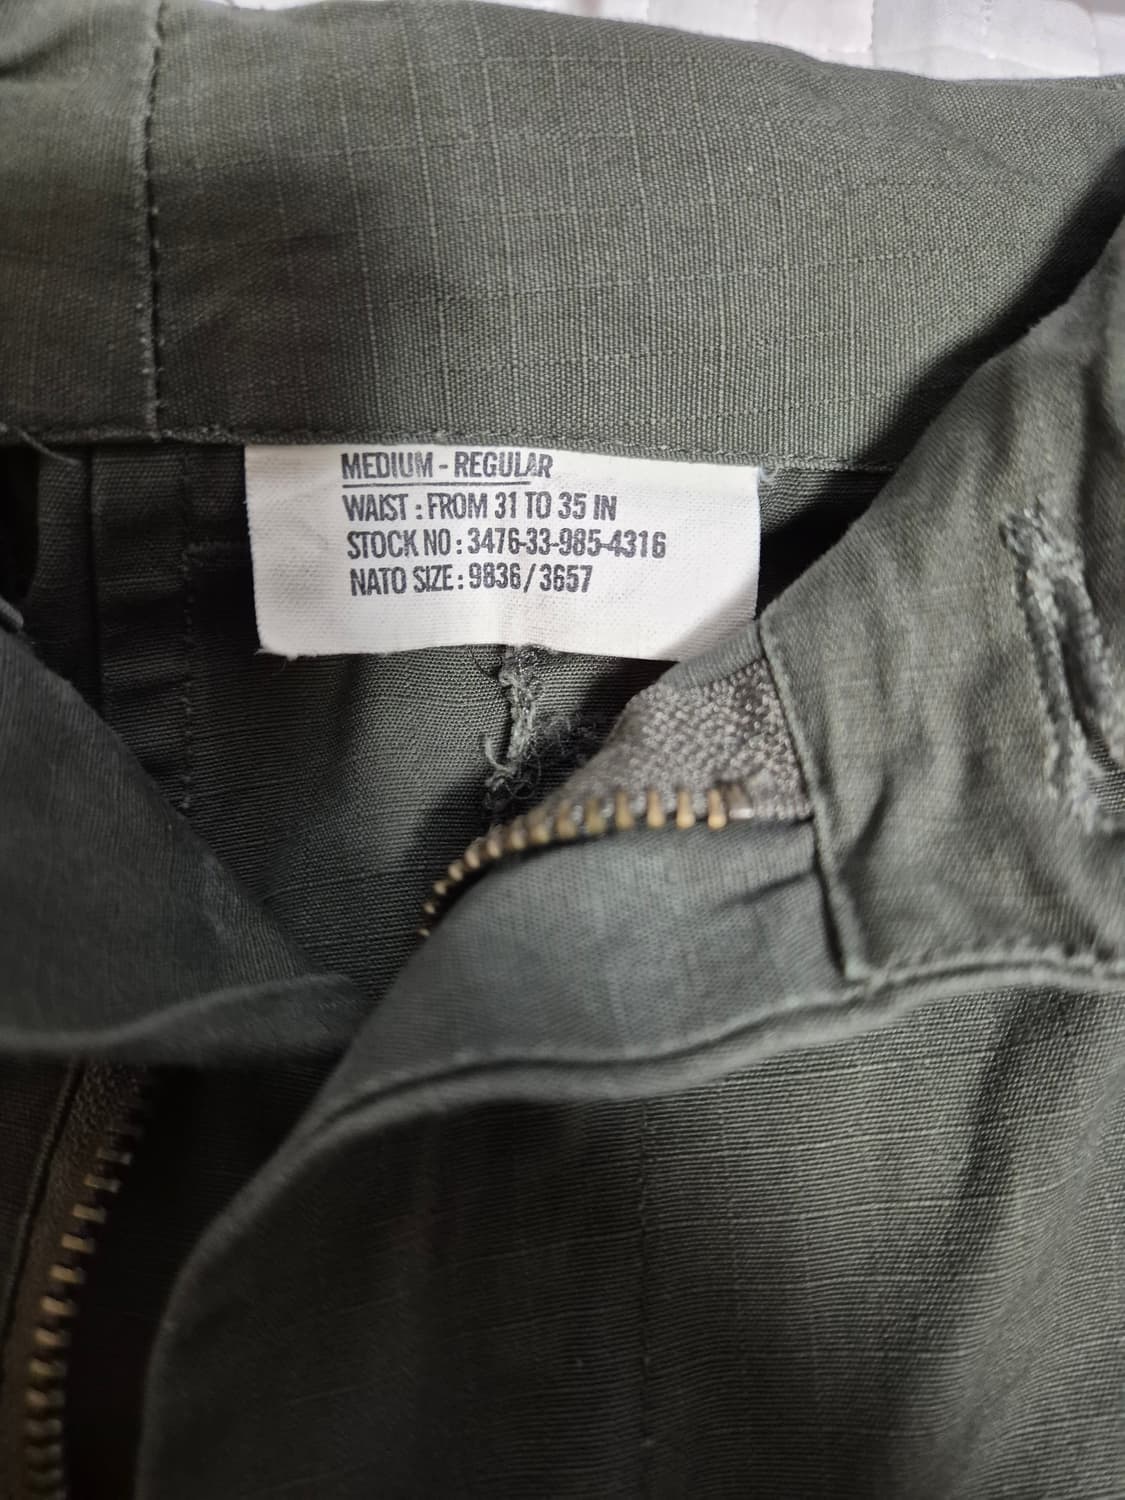 MEDIUM - REGULAR
WAIST : FROM 31 TO 35 IN
STOCK NO : 3476-33-985-4316
NATO SIZE : 9836 / 3657